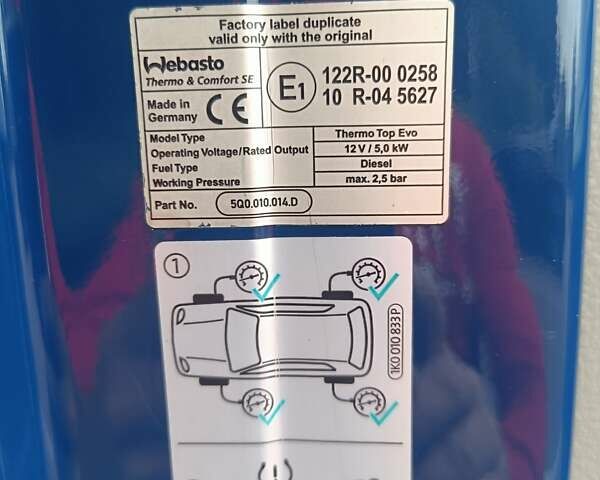 Factory label duplicate
valid only with the original
Webasto
Thermo & Comfort SE
E1
122R-00 0258
10 R-04 5627
Made in
Germany
CE
Model Type Thermo Top Evo
Operating Voltage/Rated Output 12 V / 5,0 kW
Fuel Type Diesel
Working Pressure max. 2,5 bar
Part No. 5Q0.010.014.D
1
1K0 010 833 P